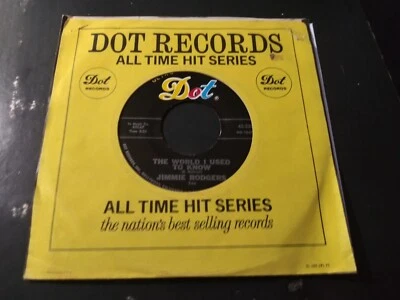 DOT RECORDS
ALL TIME HIT SERIES
Dot
RECORDS
Dot
RECORDS
Dot
THE WORLD I USED
TO KNOW
JIMMIE RODGERS
ALL TIME HIT SERIES
the nation's best selling records